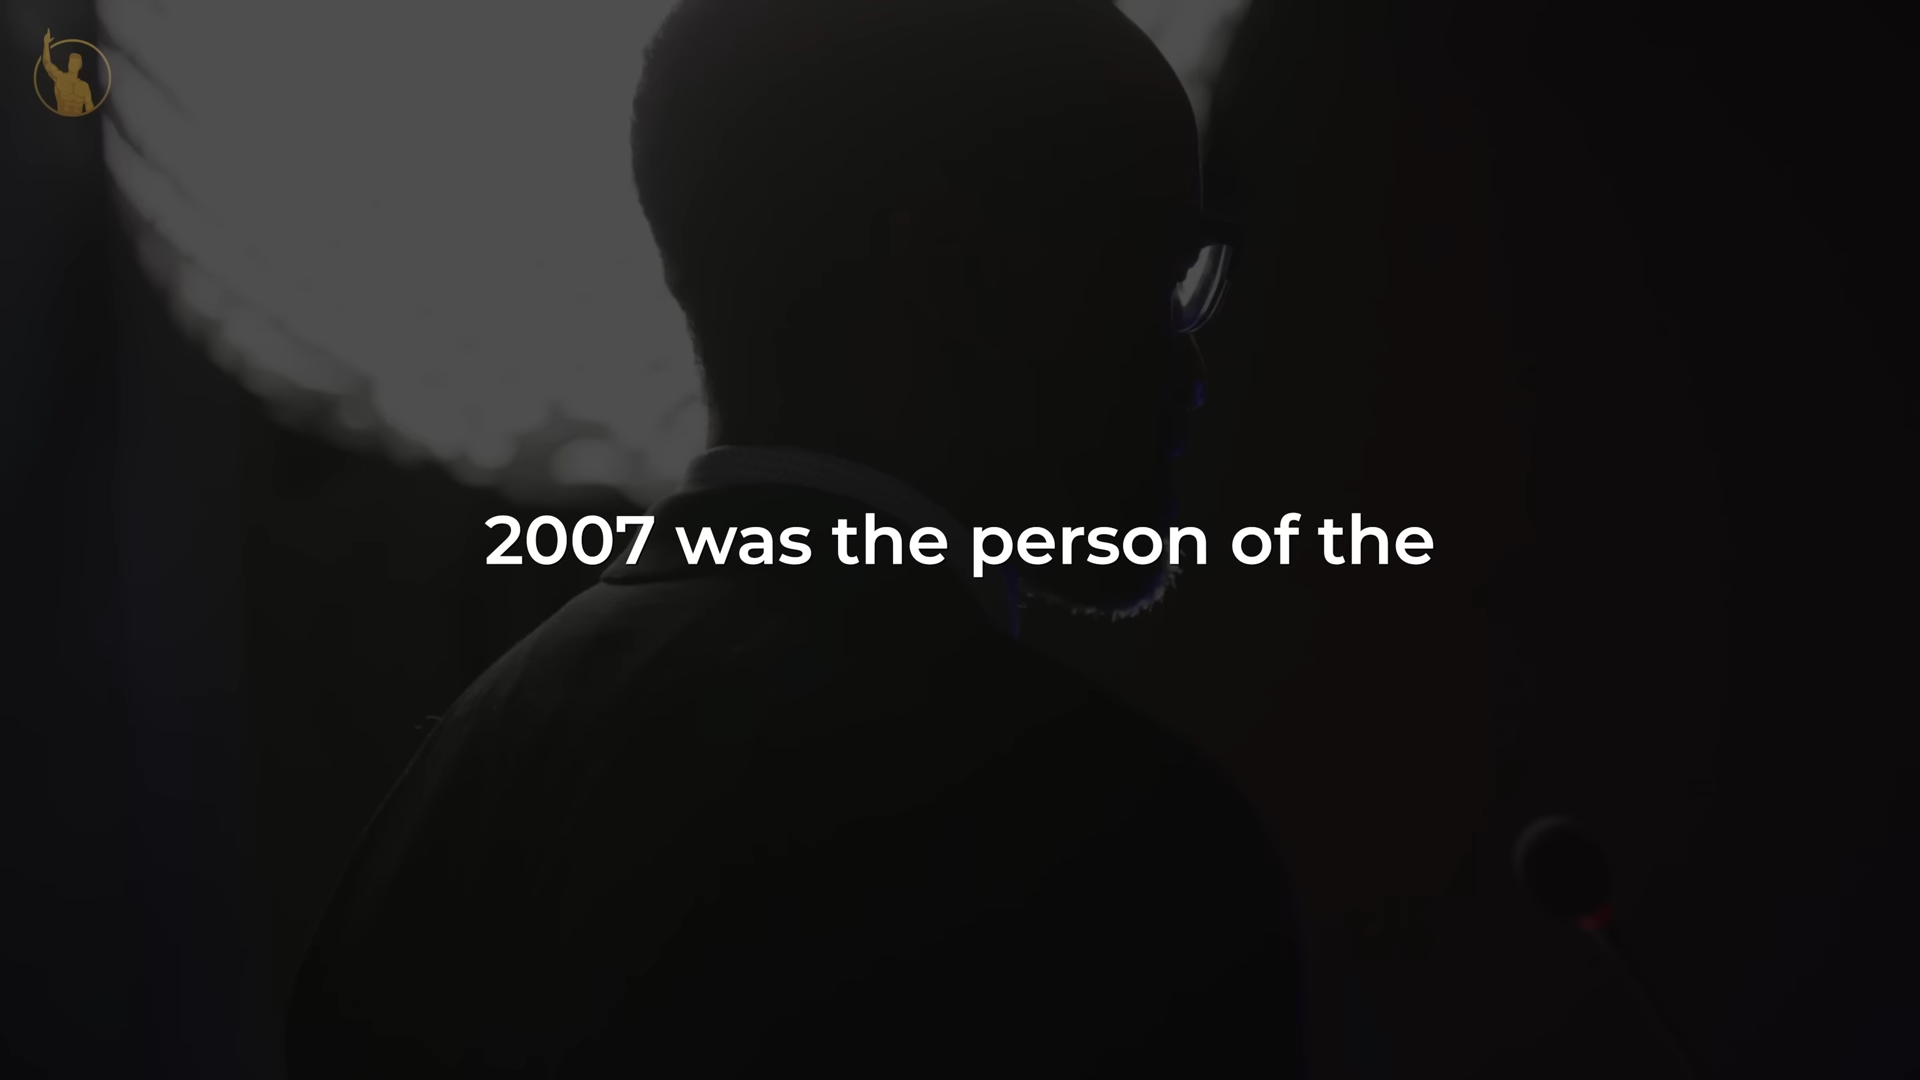 2007 was the person of the